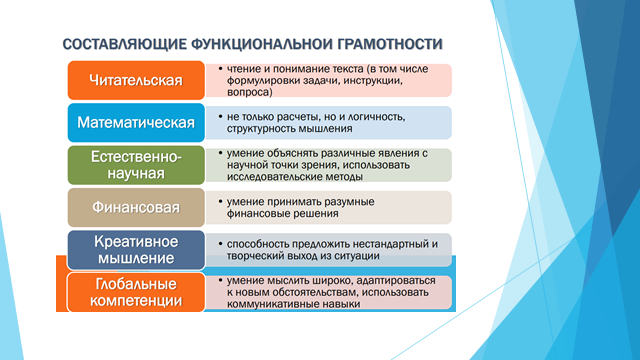 СОСТАВЛЯЮЩИЕ ФУНКЦИОНАЛЬНОИ ГРАМОТНОСТИ
Читательская
• чтение и понимание текста (в том числе
формулировки задачи, инструкции,
вопроса)
Математическая
• не только расчеты, но и логичность,
структурность мышления
Естественно-
научная
• умение объяснять различные явления с
научной точки зрения, использовать
исследовательские методы
Финансовая
• умение принимать разумные
финансовые решения
Креативное
мышление
• способность предложить нестандартный и
творческий выход из ситуации
Глобальные
компетенции
• умение мыслить широко, адаптироваться
к новым обстоятельствам, использовать
коммуникативные навыки